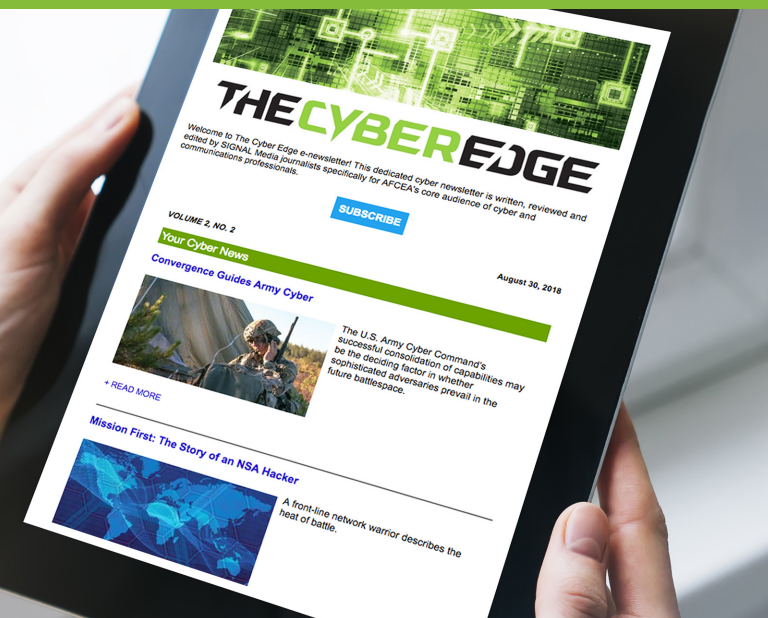 THECYBEREDGE
Welcome to The Cyber Edge e-newsletter! This dedicated cyber newsletter is written, reviewed and
edited by SIGNAL Media journalists specifically for AFCEA's core audience of cyber and
communications professionals.
SUBSCRIBE
VOLUME 2, NO. 2
August 30, 2018
Your Cyber News
Convergence Guides Army Cyber
The U.S. Army Cyber Command's
successful consolidation of capabilities may
be the deciding factor in whether
sophisticated adversaries prevail in the
future battlespace.
+ READ MORE
Mission First: The Story of an NSA Hacker
A front-line network warrior describes the
heat of battle.